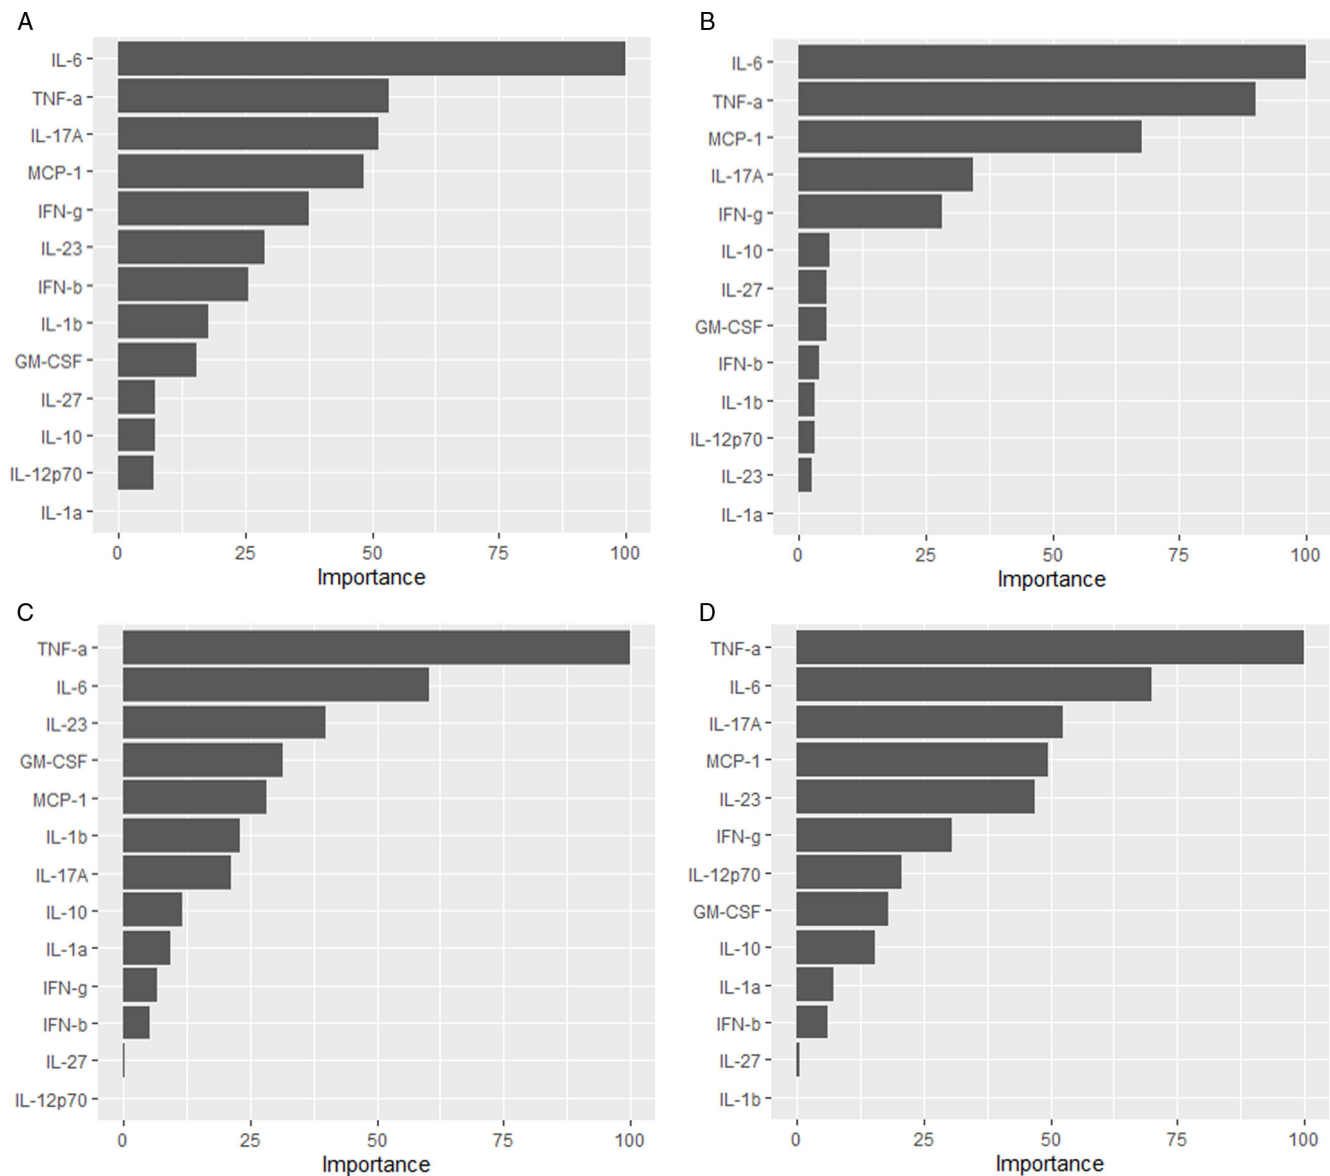 A
IL-6
TNF-a
IL-17A
MCP-1
IFN-g
IL-23
IFN-b
IL-1b
GM-CSF
IL-27
IL-10
IL-12p70
IL-1a
0 25 50 75 100
Importance
B
IL-6
TNF-a
MCP-1
IL-17A
IFN-g
IL-10
IL-27
GM-CSF
IFN-b
IL-1b
IL-12p70
IL-23
IL-1a
0 25 50 75 100
Importance
C
TNF-a
IL-6
IL-23
GM-CSF
MCP-1
IL-1b
IL-17A
IL-10
IL-1a
IFN-g
IFN-b
IL-27
IL-12p70
0 25 50 75 100
Importance
D
TNF-a
IL-6
IL-17A
MCP-1
IL-23
IFN-g
IL-12p70
GM-CSF
IL-10
IL-1a
IFN-b
IL-27
IL-1b
0 25 50 75 100
Importance